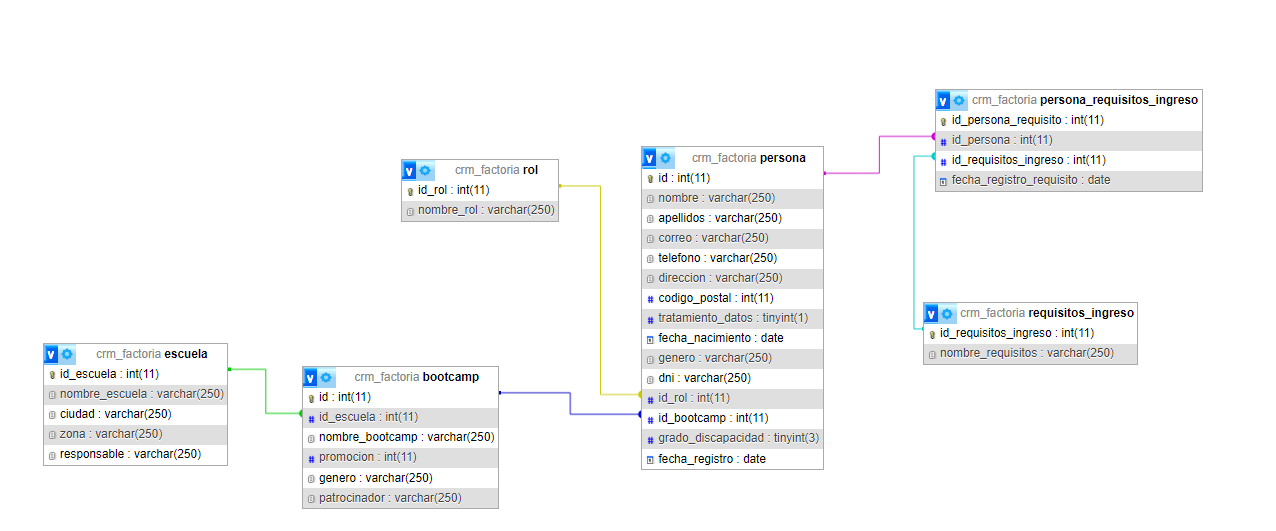 crm_factoria escuela
id_escuela : int(11)
nombre_escuela : varchar(250)
ciudad : varchar(250)
zona : varchar(250)
responsable : varchar(250)
crm_factoria bootcamp
id : int(11)
id_escuela : int(11)
nombre_bootcamp : varchar(250)
promocion : int(11)
genero : varchar(250)
patrocinador : varchar(250)
crm_factoria rol
id_rol : int(11)
nombre_rol : varchar(250)
crm_factoria persona
id : int(11)
nombre : varchar(250)
apellidos : varchar(250)
correo : varchar(250)
telefono : varchar(250)
direccion : varchar(250)
codigo_postal : int(11)
tratamiento_datos : tinyint(1)
fecha_nacimiento : date
genero : varchar(250)
dni : varchar(250)
id_rol : int(11)
id_bootcamp : int(11)
grado_discapacidad : tinyint(3)
fecha_registro : date
crm_factoria persona_requisitos_ingreso
id_persona_requisito : int(11)
id_persona : int(11)
id_requisitos_ingreso : int(11)
fecha_registro_requisito : date
crm_factoria requisitos_ingreso
id_requisitos_ingreso : int(11)
nombre_requisitos : varchar(250)